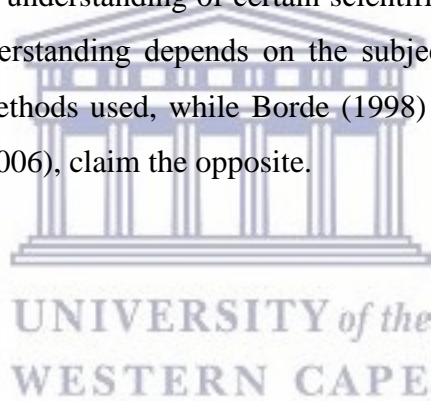 understanding of certain scientifi
erstanding depends on the subjec
ethods used, while Borde (1998)
006), claim the opposite.
UNIVERSITY of the
WESTERN CAPE